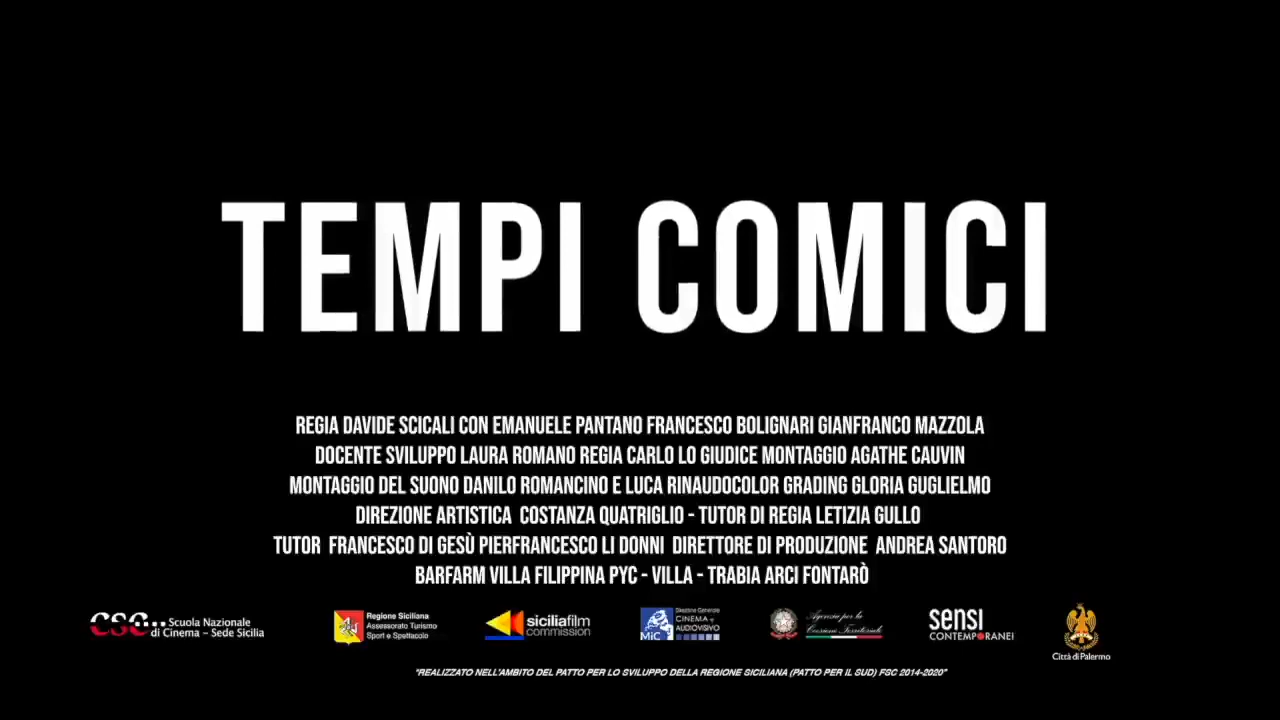 TEMPI COMICI
REGIA DAVIDE SCICALI CON EMANUELE PANTANO FRANCESCO BOLIGNARI GIANFRANCO MAZZOLA
DOCENTE SVILUPPO LAURA ROMANO REGIA CARLO LO GIUDICE MONTAGGIO AGATHE CAUVIN
MONTAGGIO DEL SUONO DANILO ROMANCINO E LUCA RINAUDOCOLOR GRADING GLORIA GUGLIELMO
DIREZIONE ARTISTICA COSTANZA QUATRIGLIO - TUTOR DI REGIA LETIZIA GULLO
TUTOR FRANCESCO DI GESÙ PIERFRANCESCO LI DONNI DIRETTORE DI PRODUZIONE ANDREA SANTORO
BARFARM VILLA FILIPPINA PYC - VILLA - TRABIA ARCI FONTARÒ
csc... Scuola Nazionale
di Cinema - Sede Sicilia
Regione Siciliana
Assessorato Turismo
Sport e Spettacolo
siciliafilm
commission
MiC
Direzione Generale
CINEMA e
AUDIOVISIVO
Agenzia per la
Coesione Territoriale
SENSI
CONTEMPORANEI
Città di Palermo
"REALIZZATO NELL'AMBITO DEL PATTO PER LO SVILUPPO DELLA REGIONE SICILIANA (PATTO PER IL SUD) FSC 2014-2020"